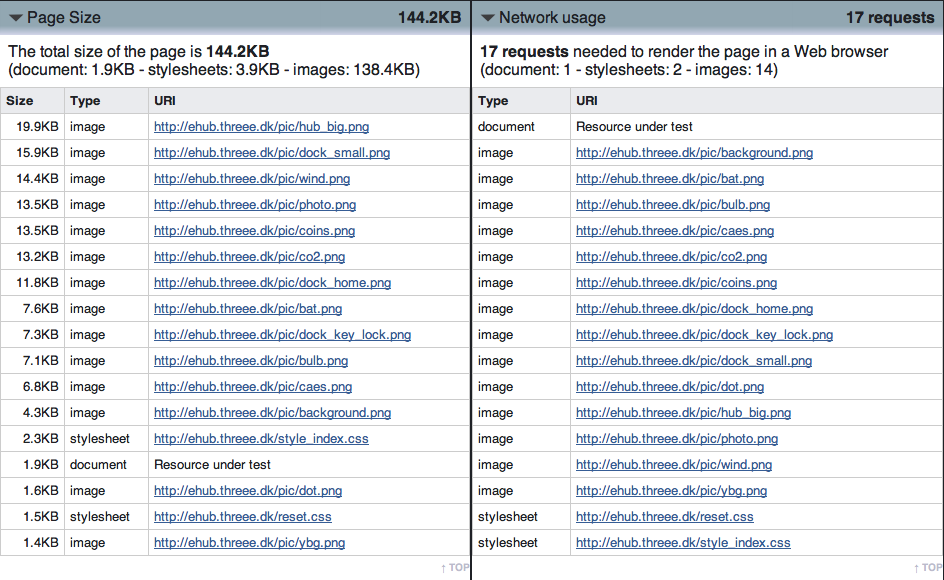 Page Size 144.2KB
The total size of the page is 144.2KB
(document: 1.9KB - stylesheets: 3.9KB - images: 138.4KB)
Size Type URI
19.9KB image http://ehub.threee.dk/pic/hub_big.png
15.9KB image http://ehub.threee.dk/pic/dock_small.png
14.4KB image http://ehub.threee.dk/pic/wind.png
13.5KB image http://ehub.threee.dk/pic/photo.png
13.5KB image http://ehub.threee.dk/pic/coins.png
13.2KB image http://ehub.threee.dk/pic/co2.png
11.8KB image http://ehub.threee.dk/pic/dock_home.png
7.6KB image http://ehub.threee.dk/pic/bat.png
7.3KB image http://ehub.threee.dk/pic/dock_key_lock.png
7.1KB image http://ehub.threee.dk/pic/bulb.png
6.8KB image http://ehub.threee.dk/pic/caes.png
4.3KB image http://ehub.threee.dk/pic/background.png
2.3KB stylesheet http://ehub.threee.dk/style_index.css
1.9KB document Resource under test
1.6KB image http://ehub.threee.dk/pic/dot.png
1.5KB stylesheet http://ehub.threee.dk/reset.css
1.4KB image http://ehub.threee.dk/pic/ybg.png
↑ TOP
Network usage 17 requests
17 requests needed to render the page in a Web browser
(document: 1 - stylesheets: 2 - images: 14)
Type URI
document Resource under test
image http://ehub.threee.dk/pic/background.png
image http://ehub.threee.dk/pic/bat.png
image http://ehub.threee.dk/pic/bulb.png
image http://ehub.threee.dk/pic/caes.png
image http://ehub.threee.dk/pic/co2.png
image http://ehub.threee.dk/pic/coins.png
image http://ehub.threee.dk/pic/dock_home.png
image http://ehub.threee.dk/pic/dock_key_lock.png
image http://ehub.threee.dk/pic/dock_small.png
image http://ehub.threee.dk/pic/dot.png
image http://ehub.threee.dk/pic/hub_big.png
image http://ehub.threee.dk/pic/photo.png
image http://ehub.threee.dk/pic/wind.png
image http://ehub.threee.dk/pic/ybg.png
stylesheet http://ehub.threee.dk/reset.css
stylesheet http://ehub.threee.dk/style_index.css
↑ TOP